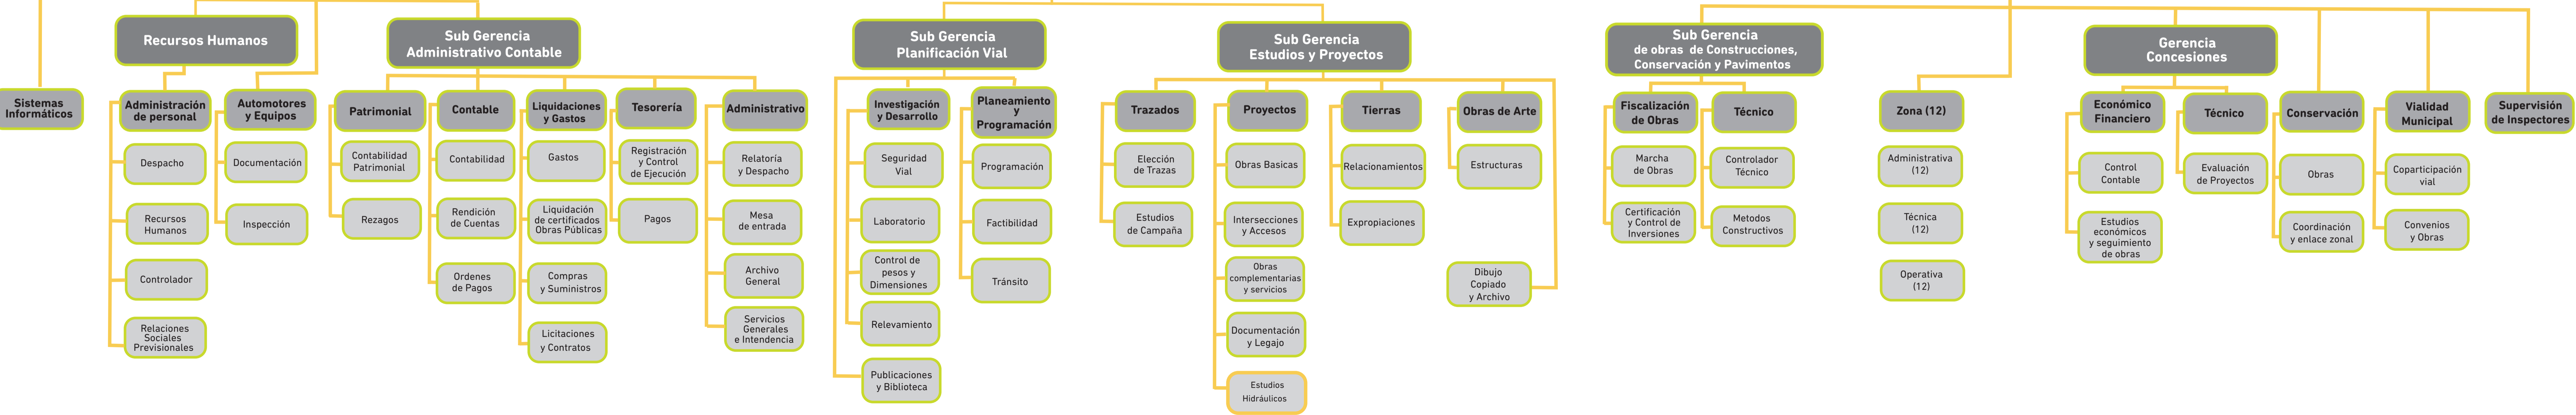 Recursos Humanos
Sub Gerencia
Administrativo Contable
Sub Gerencia
Planificación Vial
Sub Gerencia
Estudios y Proyectos
Sub Gerencia
de obras de Construcciones,
Conservación y Pavimentos
Gerencia
Concesiones
Sistemas
Informáticos
Administración
de personal
Despacho
Recursos
Humanos
Controlador
Relaciones
Sociales
Previsionales
Automotores
y Equipos
Documentación
Inspección
Patrimonial
Contabilidad
Patrimonial
Rezagos
Contable
Contabilidad
Rendición
de Cuentas
Ordenes
de Pagos
Liquidaciones
y Gastos
Gastos
Liquidación
de certificados
Obras Públicas
Compras
y Suministros
Licitaciones
y Contratos
Tesorería
Registración
y Control
de Ejecución
Pagos
Administrativo
Relatoría
y Despacho
Mesa
de entrada
Archivo
General
Servicios
Generales
e Intendencia
Investigación
y Desarrollo
Seguridad
Vial
Laboratorio
Control de
pesos y
Dimensiones
Relevamiento
Publicaciones
y Biblioteca
Planeamiento
y
Programación
Programación
Factibilidad
Tránsito
Trazados
Elección
de Trazas
Estudios
de Campaña
Proyectos
Obras Basicas
Intersecciones
y Accesos
Obras
complementarias
y servicios
Documentación
y Legajo
Estudios
Hidráulicos
Tierras
Relacionamientos
Expropiaciones
Obras de Arte
Estructuras
Dibujo
Copiado
y Archivo
Fiscalización
de Obras
Marcha
de Obras
Certificación
y Control de
Inversiones
Técnico
Controlador
Técnico
Metodos
Constructivos
Zona (12)
Administrativa
(12)
Técnica
(12)
Operativa
(12)
Económico
Financiero
Control
Contable
Estudios
económicos
y seguimiento
de obras
Técnico
Evaluación
de Proyectos
Conservación
Obras
Coordinación
y enlace zonal
Vialidad
Municipal
Coparticipación
vial
Convenios
y Obras
Supervisión
de Inspectores